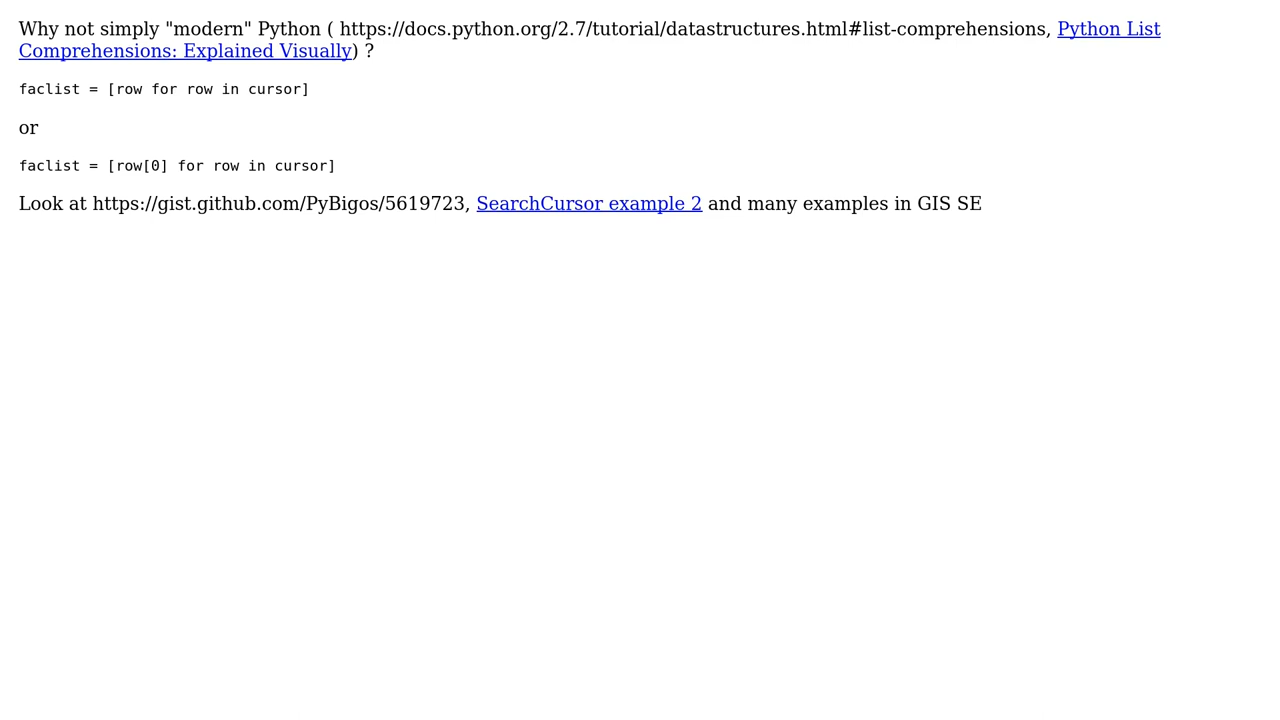 Why not simply "modern" Python ( https://docs.python.org/2.7/tutorial/datastructures.html#list-comprehensions, Python List
Comprehensions: Explained Visually) ?
faclist = [row for row in cursor]
or
faclist = [row[0] for row in cursor]
Look at https://gist.github.com/PyBigos/5619723, SearchCursor example 2 and many examples in GIS SE